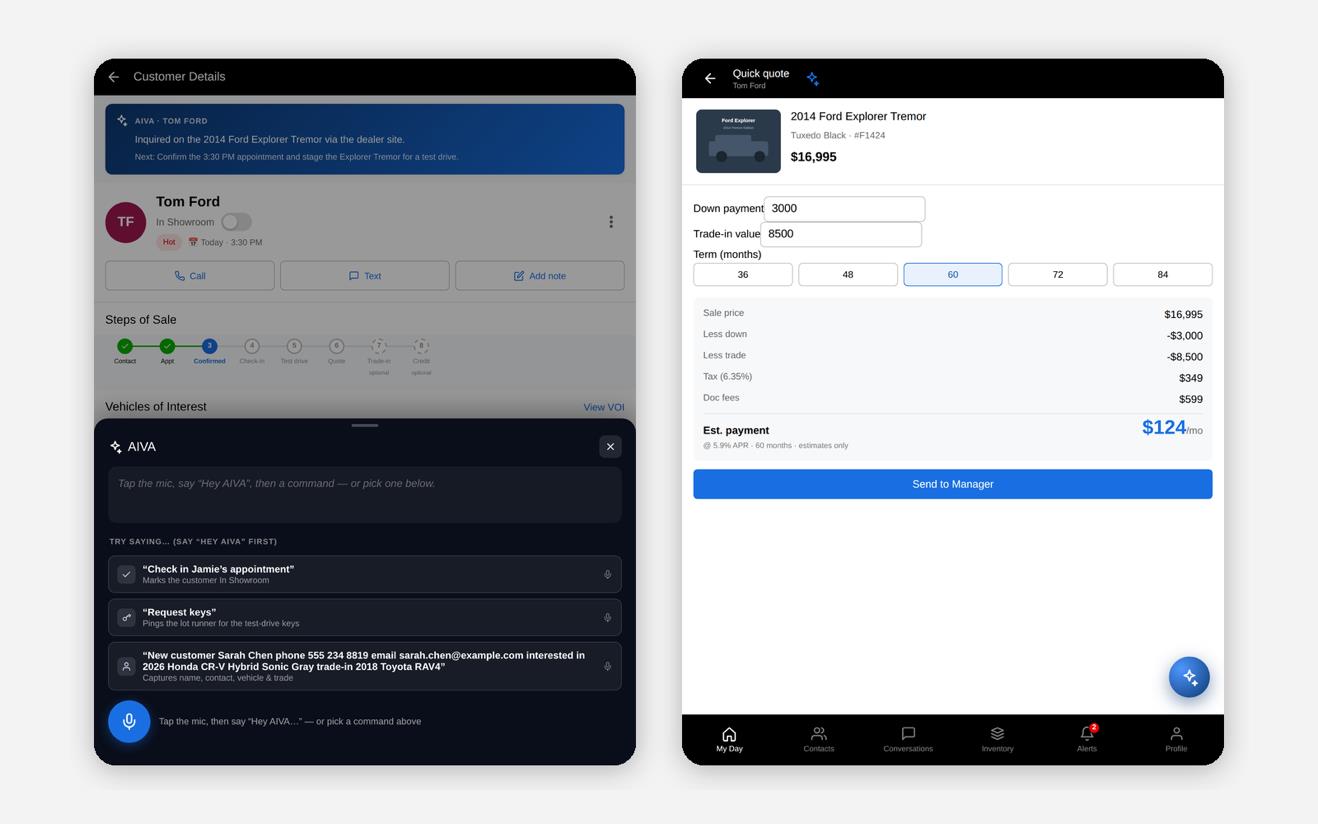 Customer Details
AIVA · TOM FORD
Inquired on the 2014 Ford Explorer Tremor via the dealer site.
Next: Confirm the 3:30 PM appointment and stage the Explorer Tremor for a test drive.
TF
Tom Ford
In Showroom
Hot
Today · 3:30 PM
Call
Text
Add note
Steps of Sale
3
4
5
6
7
8
Contact
Appt
Confirmed
Check-in
Test drive
Quote
Trade-in
optional
Credit
optional
Vehicles of Interest
View VOI
AIVA
Tap the mic, say “Hey AIVA”, then a command — or pick one below.
TRY SAYING… (SAY “HEY AIVA” FIRST)
“Check in Jamie’s appointment”
Marks the customer In Showroom
“Request keys”
Pings the lot runner for the test-drive keys
“New customer Sarah Chen phone 555 234 8819 email sarah.chen@example.com interested in
2026 Honda CR-V Hybrid Sonic Gray trade-in 2018 Toyota RAV4”
Captures name, contact, vehicle & trade
Tap the mic, then say “Hey AIVA…” — or pick a command above
Quick quote
Tom Ford
Ford Explorer
2014 Ford Explorer Tremor
Tuxedo Black · #F1424
$16,995
Down payment 3000
Trade-in value 8500
Term (months)
36
48
60
72
84
Sale price $16,995
Less down -$3,000
Less trade -$8,500
Tax (6.35%) $349
Doc fees $599
Est. payment $124/mo
@ 5.9% APR · 60 months · estimates only
Send to Manager
My Day
Contacts
Conversations
Inventory
2
Alerts
Profile